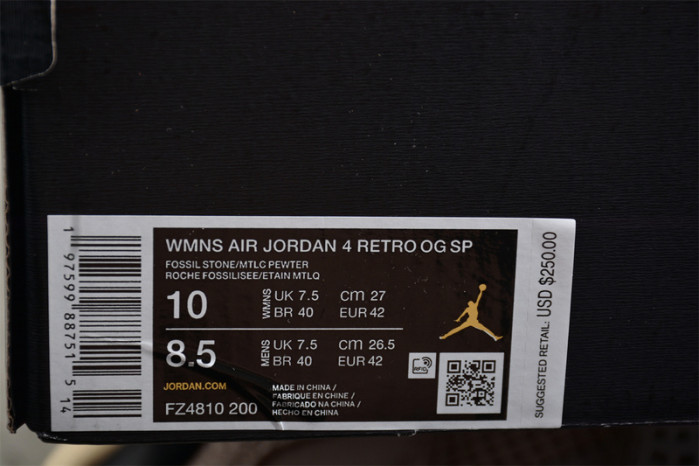 WMNS AIR JORDAN 4 RETRO OG SP
FOSSIL STONE/MTLC PEWTER
ROCHE FOSSILISEE/ETAIN MTLQ
10 WMNS UK 7.5 cm 27
BR 40 EUR 42
8.5 MENS UK 7.5 cm 26.5
BR 40 EUR 42
JORDAN.COM
FZ4810 200
MADE IN CHINA /
FABRIQUE EN CHINE /
FABRICADO NA CHINA /
HECHO EN CHINA
RFID
1 97599 88751 5 14
SUGGESTED RETAIL: USD $250.00